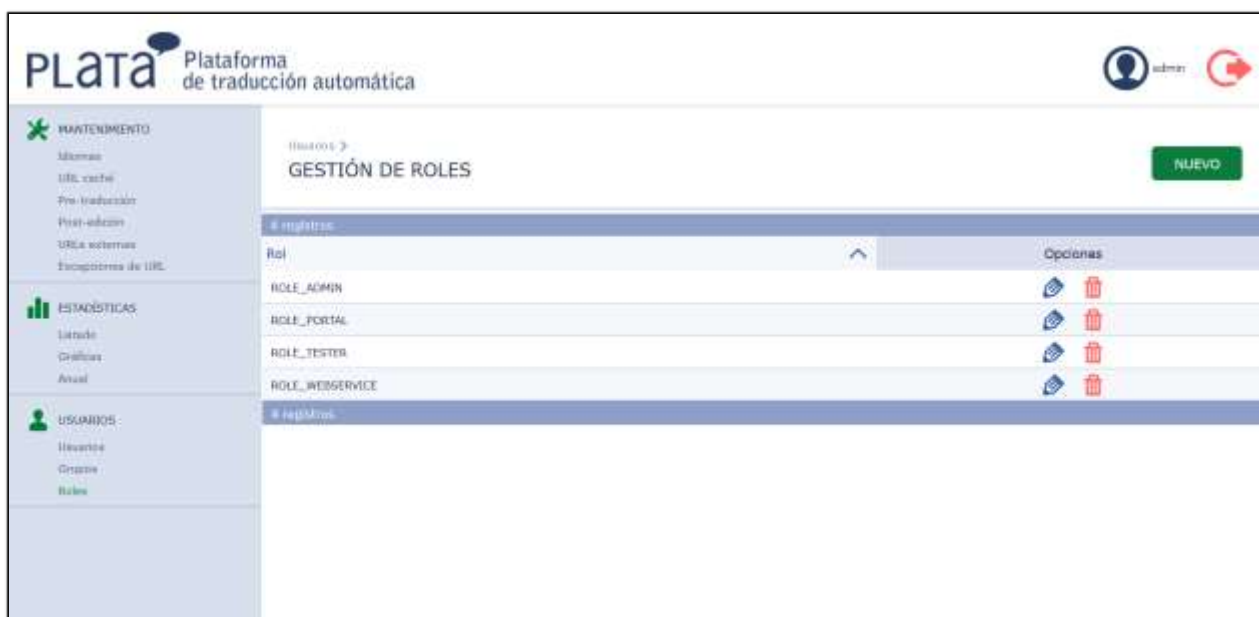 PLaTa
Plataforma
de traducción automática
admin
MANTENIMIENTO
Idiomas
URL caché
Pre-traducción
Post-edición
URLs externas
Excepciones de URL
ESTADÍSTICAS
Listado
Gráficas
Anual
USUARIOS
Usuarios
Grupos
Roles
Usuarios >
GESTIÓN DE ROLES
NUEVO
4 registros
Rol
Opciones
ROLE_ADMIN
ROLE_PORTAL
ROLE_TESTER
ROLE_WEBSERVICE
4 registros